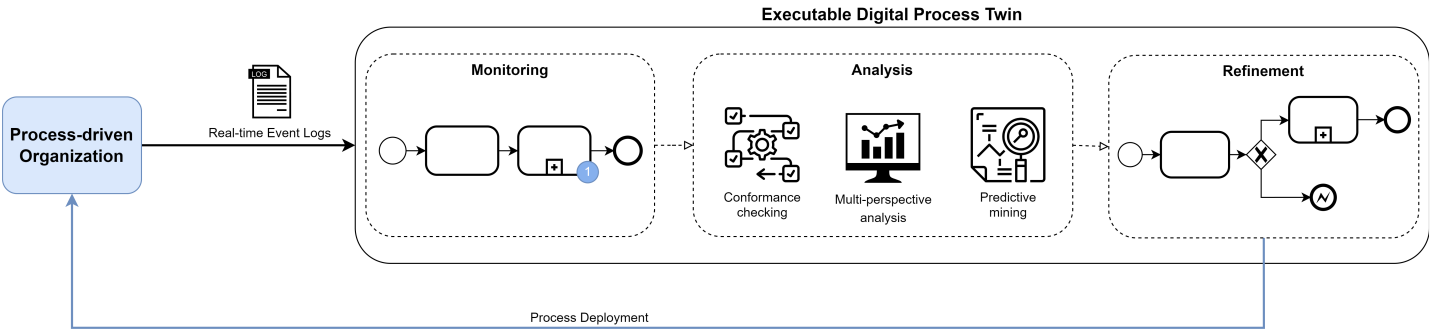 Executable Digital Process Twin
Process-driven
Organization
LOG
Real-time Event Logs
Monitoring
1
Analysis
Conformance
checking
Multi-perspective
analysis
Predictive
mining
Refinement
Process Deployment